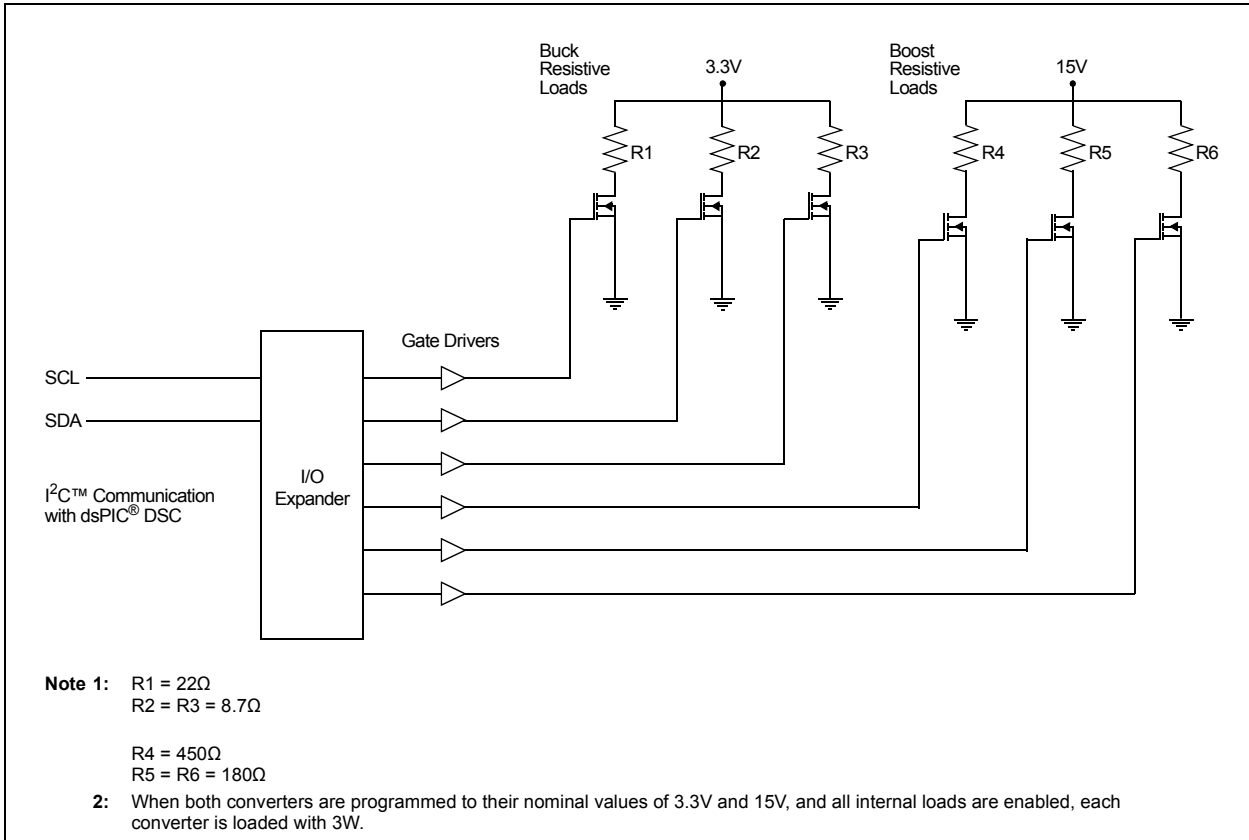 Buck
Resistive
Loads
3.3V
Boost
Resistive
Loads
15V
R1
R2
R3
R4
R5
R6
Gate Drivers
SCL
SDA
I/O
Expander
I²C™ Communication
with dsPIC® DSC
Note 1: R1 = 22Ω
R2 = R3 = 8.7Ω
R4 = 450Ω
R5 = R6 = 180Ω
2: When both converters are programmed to their nominal values of 3.3V and 15V, and all internal loads are enabled, each
converter is loaded with 3W.